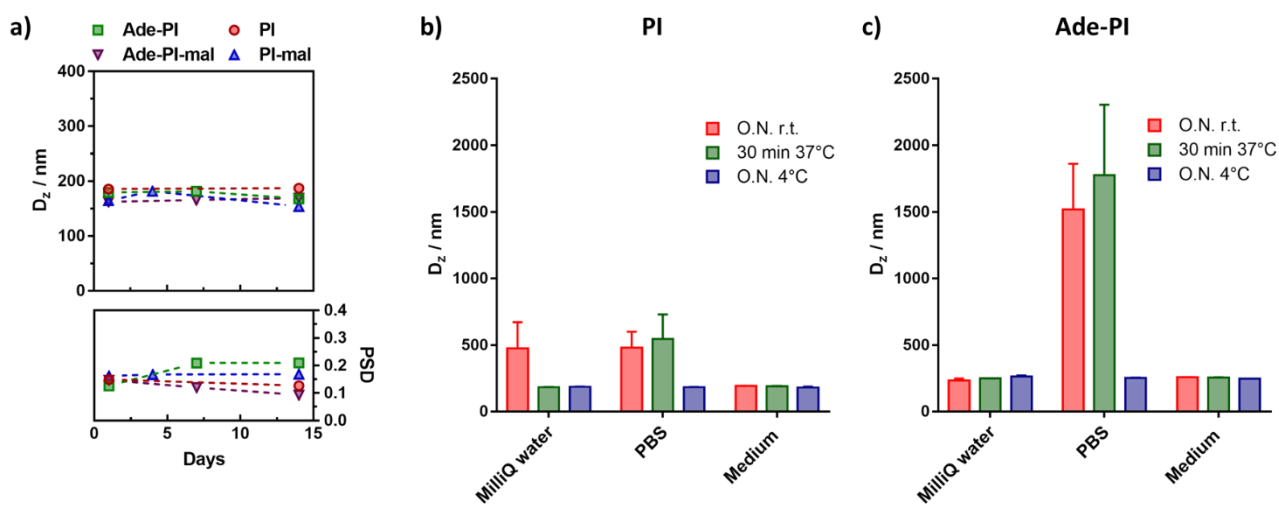 a)
Ade-PI
PI
Ade-PI-mal
PI-mal
400
300
200
100
0
Dz / nm
0.4
0.3
0.2
0.1
0.0
PSD
0 5 10 15
Days
b)
PI
2500
2000
1500
1000
500
0
Dz / nm
O.N. r.t.
30 min 37°C
O.N. 4°C
MilliQ water
PBS
Medium
c)
Ade-PI
2500
2000
1500
1000
500
0
Dz / nm
O.N. r.t.
30 min 37°C
O.N. 4°C
MilliQ water
PBS
Medium